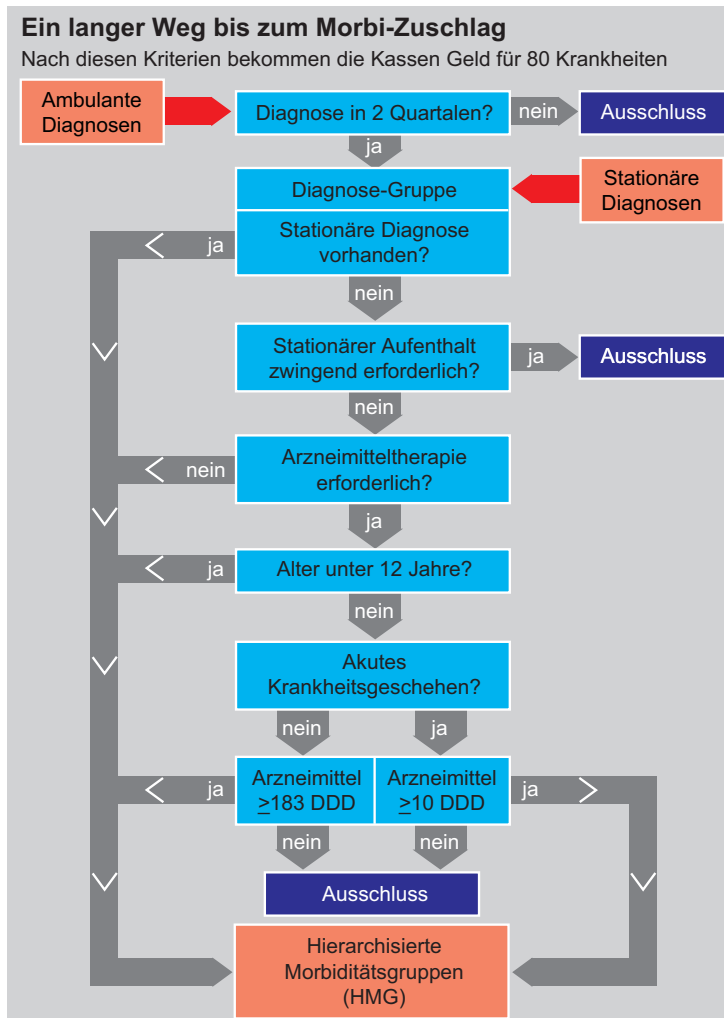 Ein langer Weg bis zum Morbi-Zuschlag
Nach diesen Kriterien bekommen die Kassen Geld für 80 Krankheiten
Ambulante
Diagnosen
Diagnose in 2 Quartalen?
nein
Ausschluss
ja
Diagnose-Gruppe
Stationäre
Diagnosen
Stationäre Diagnose
vorhanden?
ja
nein
Stationärer Aufenthalt
zwingend erforderlich?
ja
Ausschluss
nein
Arzneimitteltherapie
erforderlich?
nein
ja
Alter unter 12 Jahre?
ja
nein
Akutes
Krankheitsgeschehen?
nein
ja
ja
Arzneimittel
≥183 DDD
Arzneimittel
≥10 DDD
ja
nein
nein
Ausschluss
Hierarchisierte
Morbiditätsgruppen
(HMG)